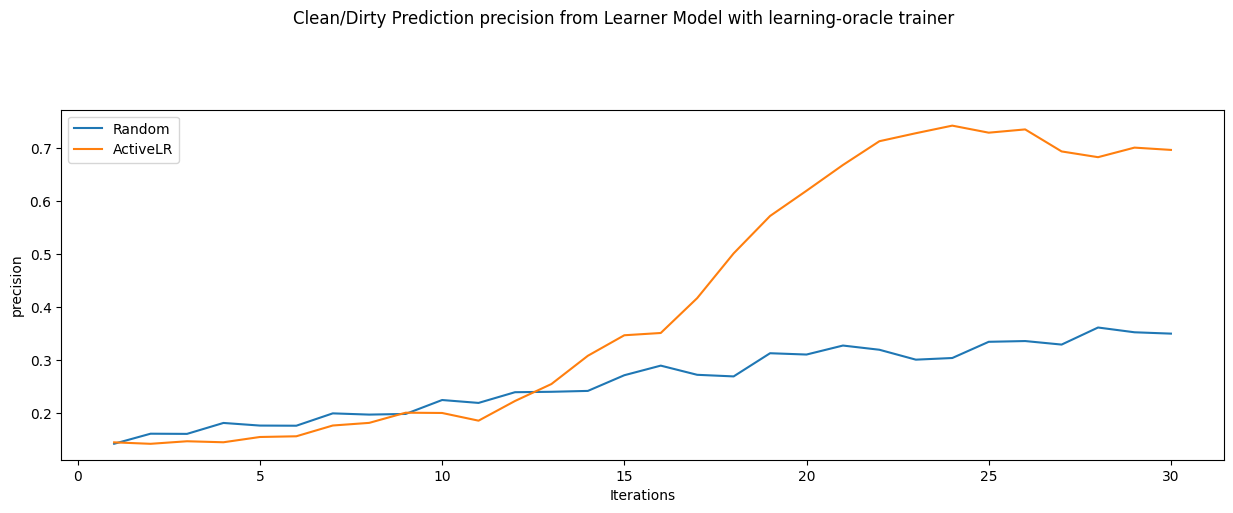 Clean/Dirty Prediction precision from Learner Model with learning-oracle trainer
Random
ActiveLR
0.7
0.6
0.5
0.4
0.3
0.2
precision
0
5
10
15
20
25
30
Iterations